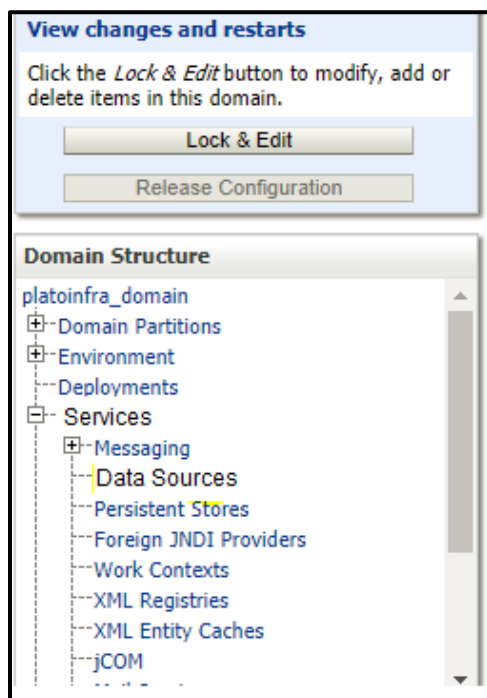 View changes and restarts
Click the Lock & Edit button to modify, add or
delete items in this domain.
Lock & Edit
Release Configuration
Domain Structure
platoinfra_domain
Domain Partitions
Environment
Deployments
Services
Messaging
Data Sources
Persistent Stores
Foreign JNDI Providers
Work Contexts
XML Registries
XML Entity Caches
jCOM